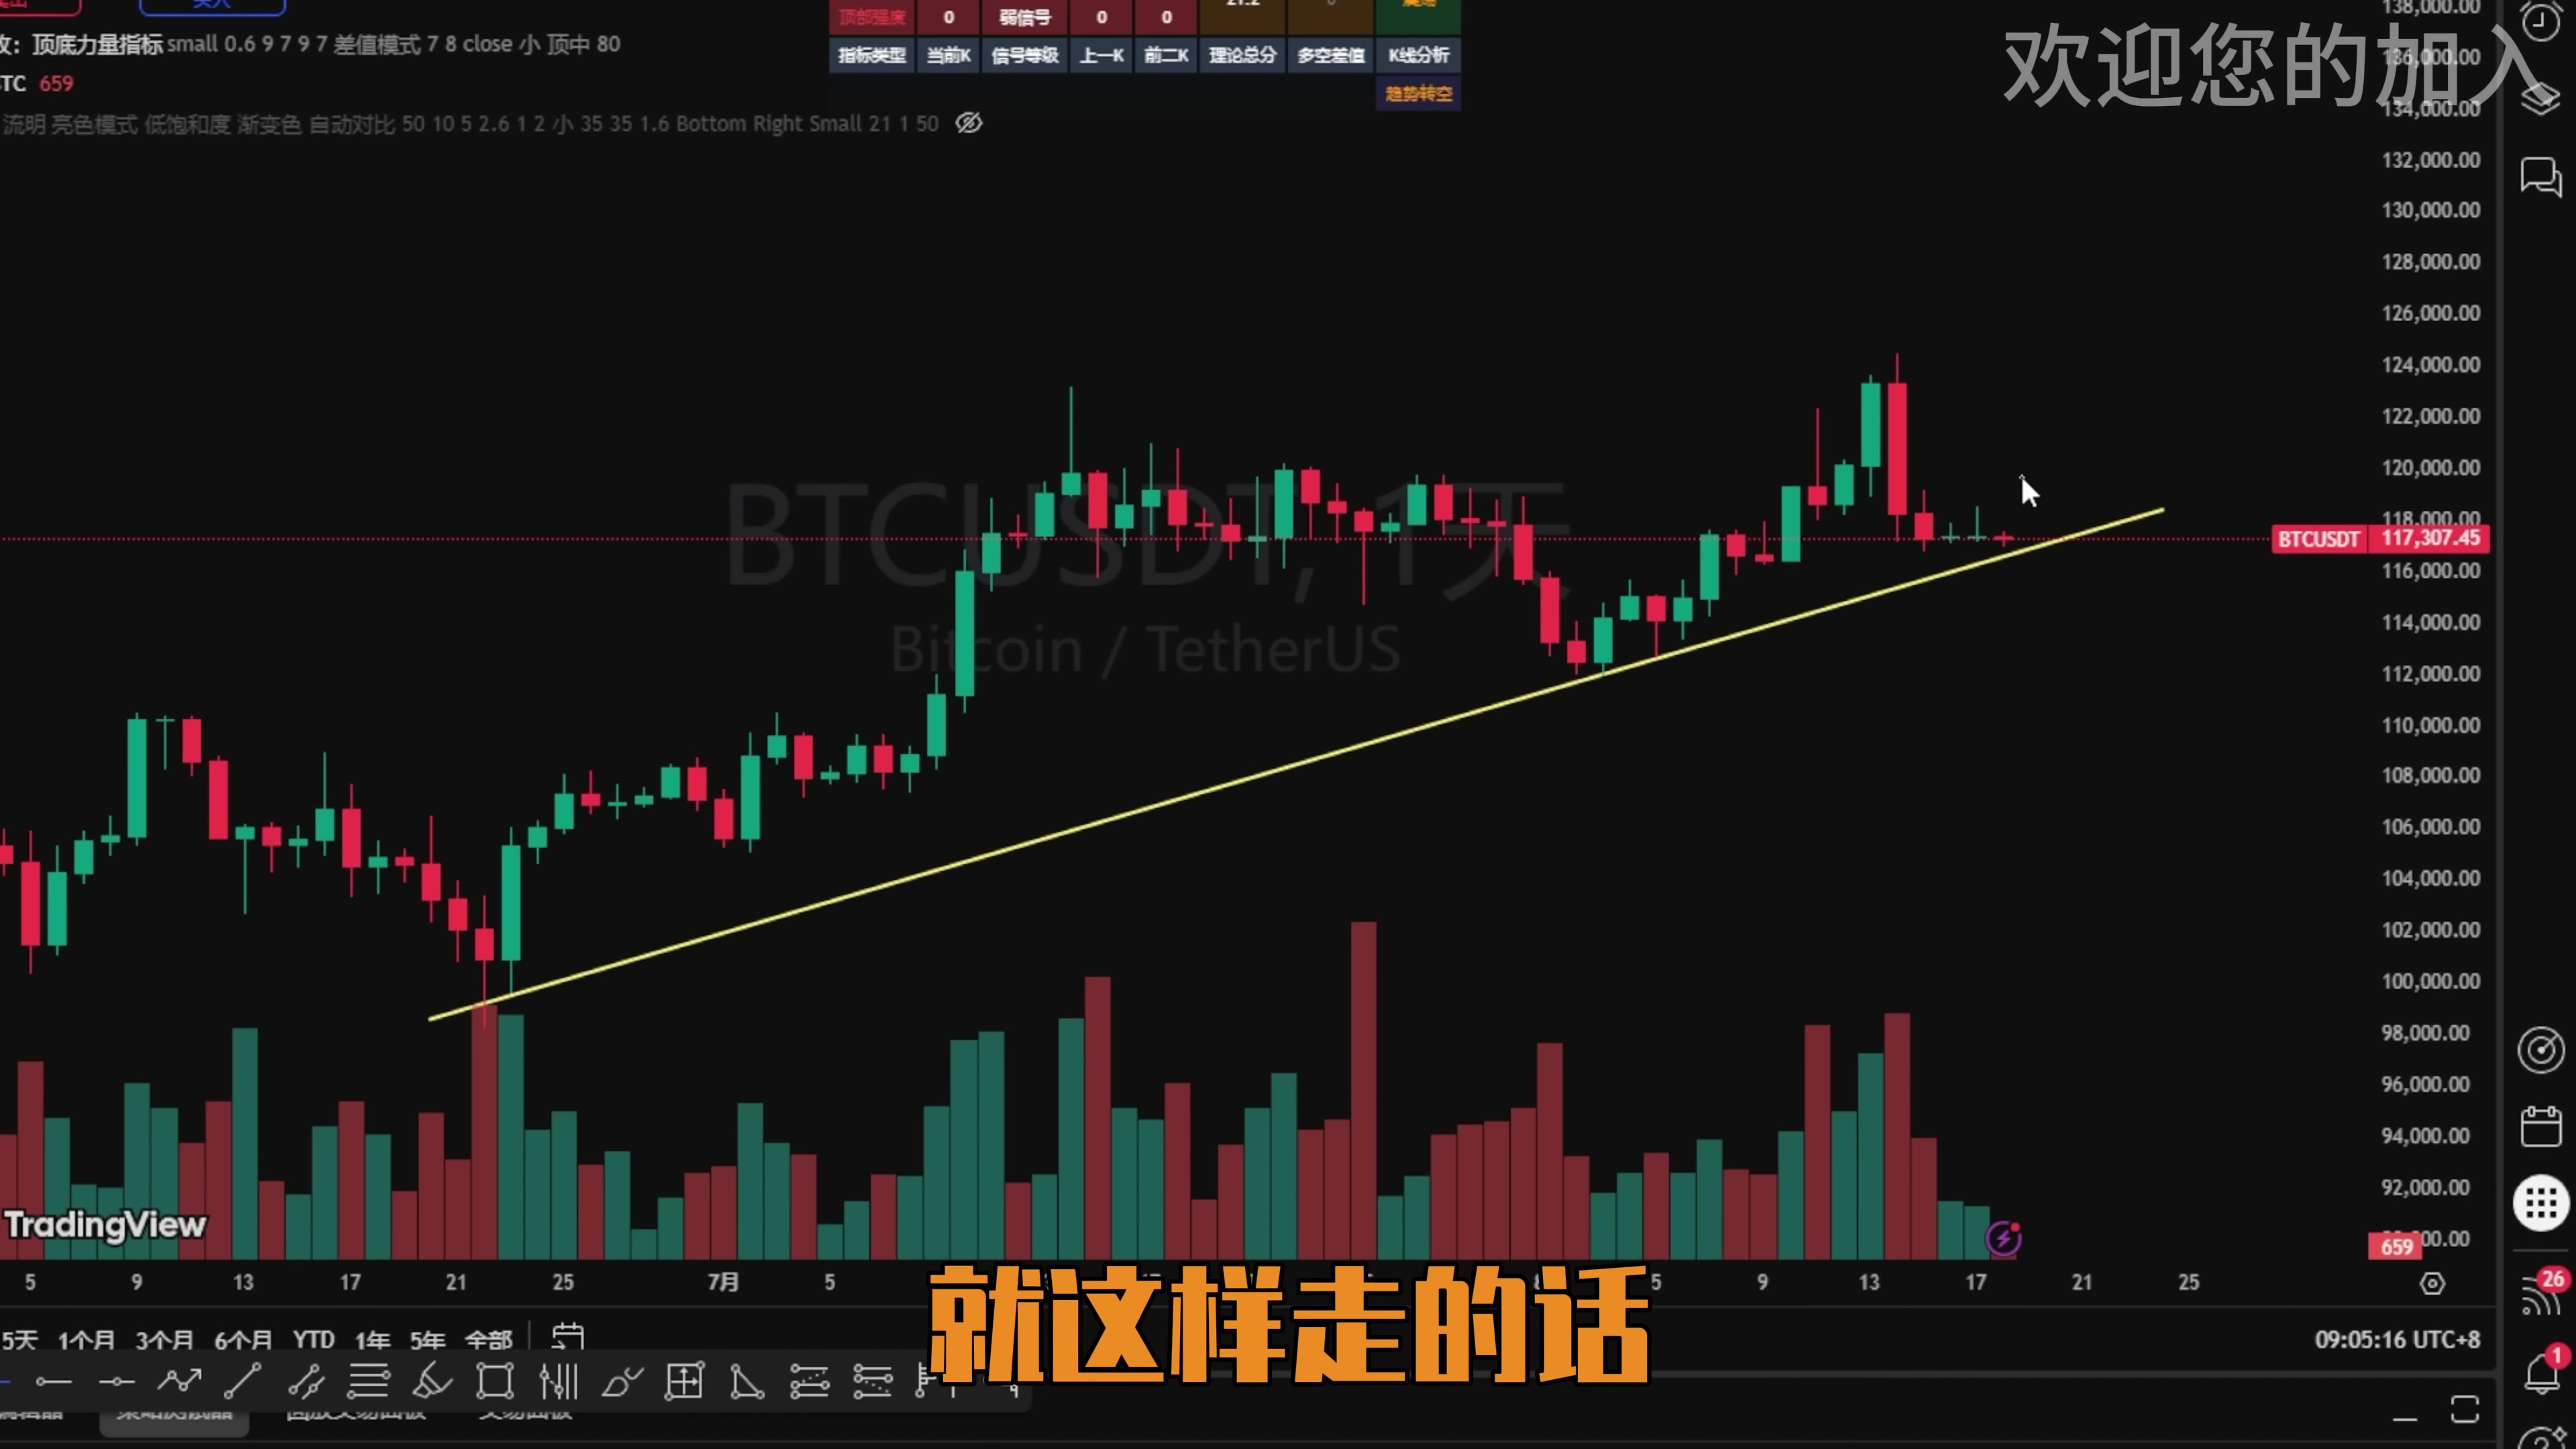 欢迎您的加入
顶部强度 0 弱信号 0 0
指标类型 当前K 信号等级 上一K 前二K 理论总分 多空差值 K线分析
趋势转空
顶底力量指标 small 0.6 9 7 9 7 差值模式 7 8 close 小 顶中 80
TC 659
流明 亮色模式 低饱和度 渐变色 自动对比 50 10 5 2.6 1 2 小 35 35 1.6 Bottom Right Small 21 1 50
BTCUSDT, 1天
Bitcoin / TetherUS
138,000.00
136,000.00
134,000.00
132,000.00
130,000.00
128,000.00
126,000.00
124,000.00
122,000.00
120,000.00
118,000.00
BTCUSDT 117,307.45
116,000.00
114,000.00
112,000.00
110,000.00
108,000.00
106,000.00
104,000.00
102,000.00
100,000.00
98,000.00
96,000.00
94,000.00
92,000.00
659
TradingView
5 9 13 17 21 25 7月 5 9 13 17 21 25
就这样走的话
5天 1个月 3个月 6个月 YTD 1年 5年 全部
09:05:16 UTC+8
26
1